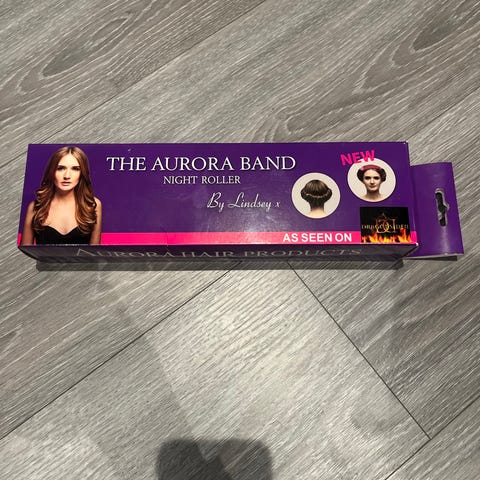 THE AURORA BAND
NIGHT ROLLER
By Lindsey x
NEW
AS SEEN ON
AURORA HAIR PRODUCTS